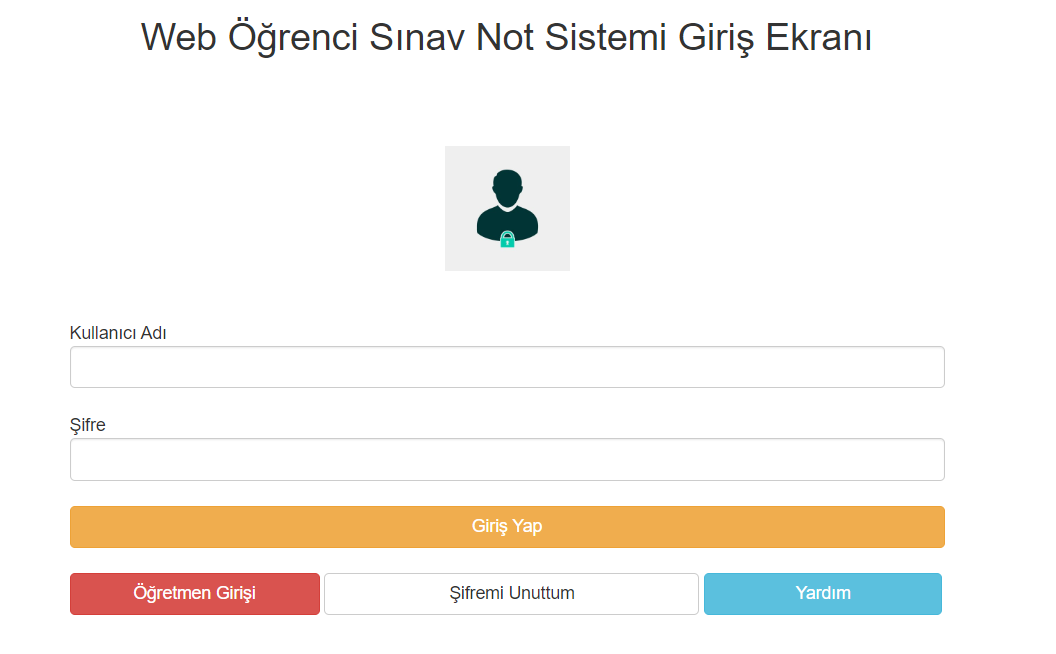 Web Öğrenci Sınav Not Sistemi Giriş Ekranı
Kullanıcı Adı
Şifre
Giriş Yap
Öğretmen Girişi
Şifremi Unuttum
Yardım